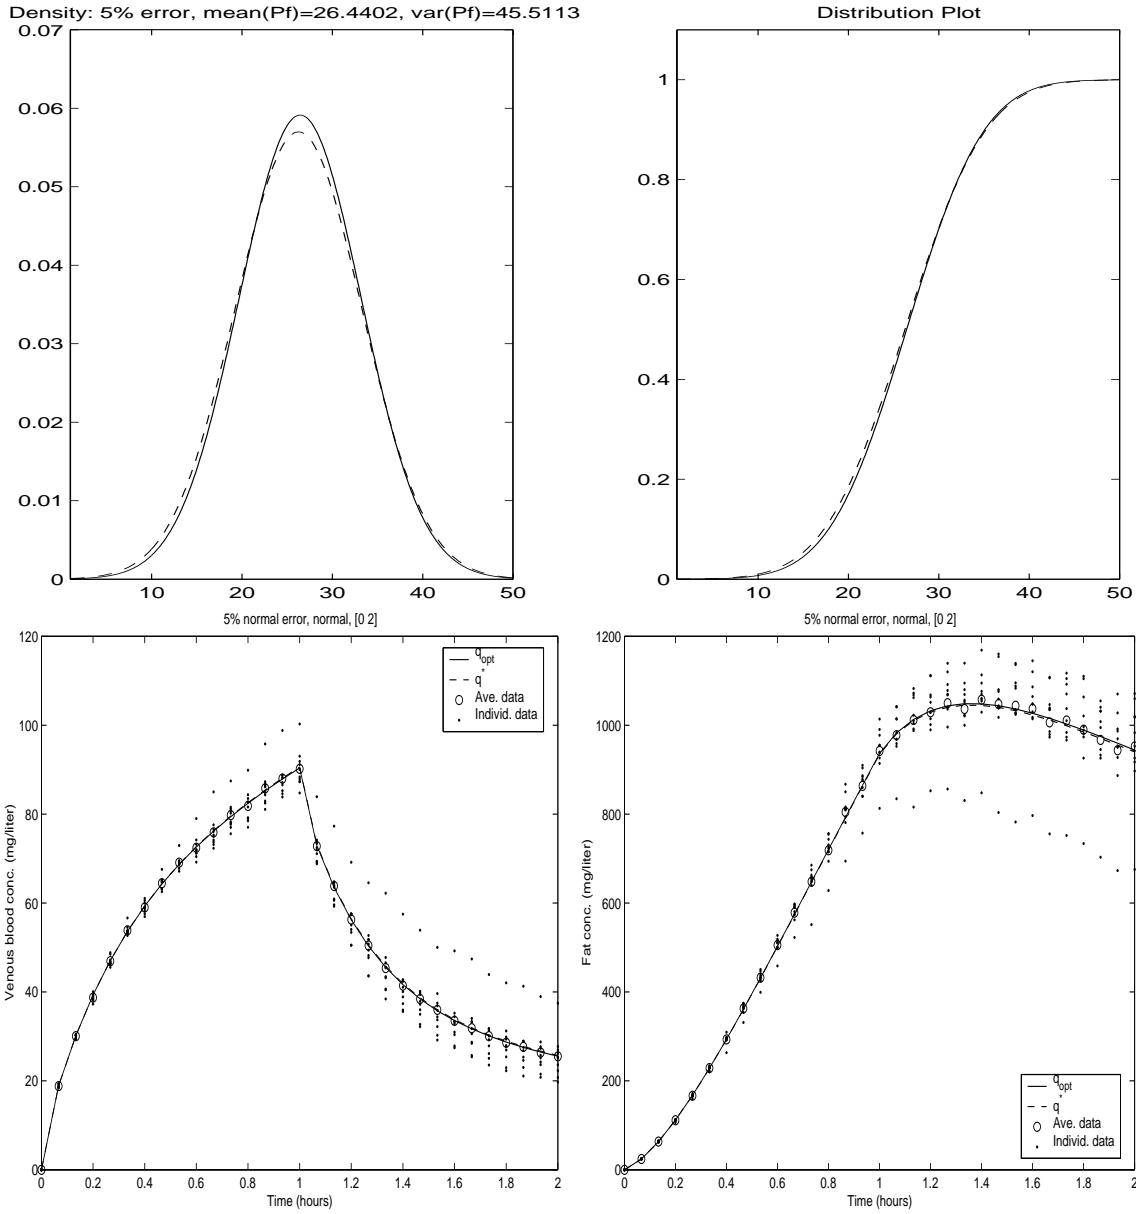 Density: 5% error, mean(Pf)=26.4402, var(Pf)=45.5113
0.07
0.06
0.05
0.04
0.03
0.02
0.01
0
10 20 30 40 50
Distribution Plot
1
0.8
0.6
0.4
0.2
0
10 20 30 40 50
5% normal error, normal, [0 2]
120
100
80
60
40
20
0
Venous blood conc. (mg/liter)
q_opt
q*
Ave. data
Individ. data
0 0.2 0.4 0.6 0.8 1 1.2 1.4 1.6 1.8 2
Time (hours)
5% normal error, normal, [0 2]
1200
1000
800
600
400
200
0
Fat conc. (mg/liter)
q_opt
q*
Ave. data
Individ. data
0 0.2 0.4 0.6 0.8 1 1.2 1.4 1.6 1.8 2
Time (hours)